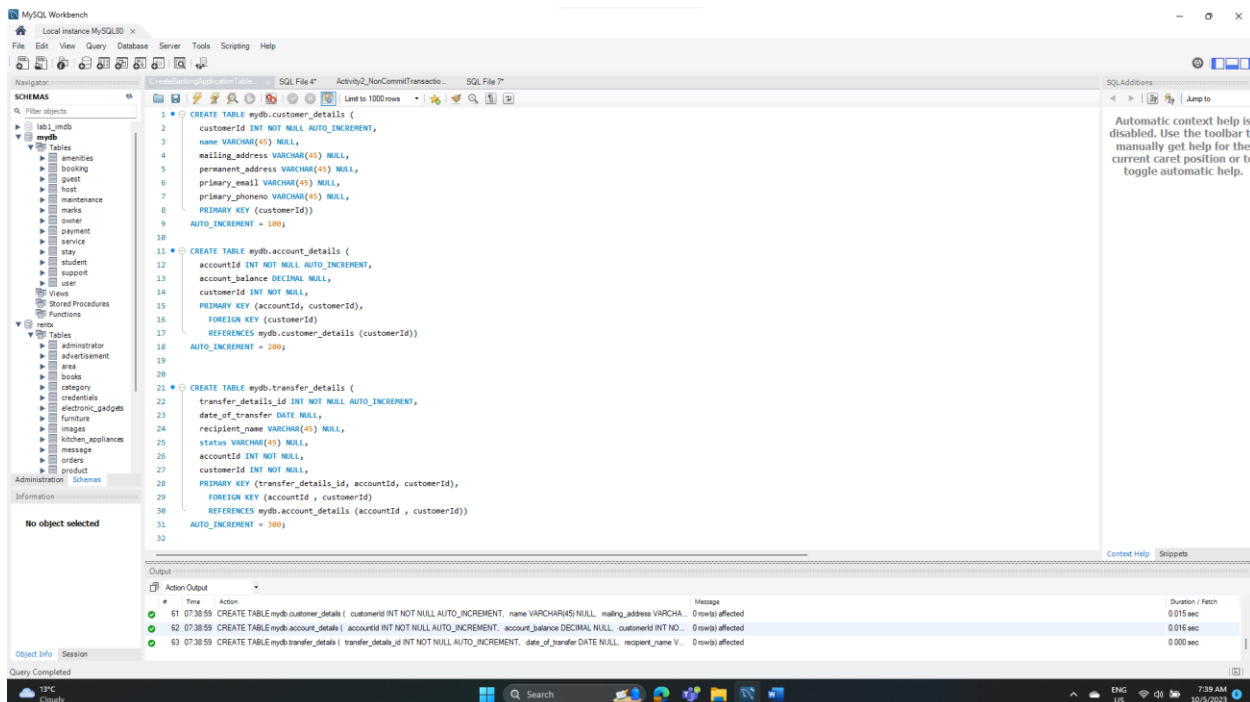 MySQL Workbench
Local instance MySQL80 ×
File Edit View Query Database Server Tools Scripting Help
Navigator
SCHEMAS
Filter objects
lab1_imdb
mydb
Tables
amenities
booking
guest
host
maintenance
marks
owner
payment
service
stay
student
support
user
Views
Stored Procedures
Functions
rentx
Tables
adminstrator
advertisement
area
books
category
credentials
electronic_gadgets
furniture
images
kitchen_appliances
message
orders
product
Administration Schemas
Information
No object selected
Object Info Session
CreateBankingApplicationTable... SQL File 4* Activity2_NonCommitTransactio... SQL File 7*
Limit to 1000 rows
1 CREATE TABLE mydb.customer_details (
2 customerId INT NOT NULL AUTO_INCREMENT,
3 name VARCHAR(45) NULL,
4 mailing_address VARCHAR(45) NULL,
5 permanent_address VARCHAR(45) NULL,
6 primary_email VARCHAR(45) NULL,
7 primary_phoneno VARCHAR(45) NULL,
8 PRIMARY KEY (customerId))
9 AUTO_INCREMENT = 100;
10
11 CREATE TABLE mydb.account_details (
12 accountId INT NOT NULL AUTO_INCREMENT,
13 account_balance DECIMAL NULL,
14 customerId INT NOT NULL,
15 PRIMARY KEY (accountId, customerId),
16 FOREIGN KEY (customerId)
17 REFERENCES mydb.customer_details (customerId))
18 AUTO_INCREMENT = 200;
19
20
21 CREATE TABLE mydb.transfer_details (
22 transfer_details_id INT NOT NULL AUTO_INCREMENT,
23 date_of_transfer DATE NULL,
24 recipient_name VARCHAR(45) NULL,
25 status VARCHAR(45) NULL,
26 accountId INT NOT NULL,
27 customerId INT NOT NULL,
28 PRIMARY KEY (transfer_details_id, accountId, customerId),
29 FOREIGN KEY (accountId , customerId)
30 REFERENCES mydb.account_details (accountId , customerId))
31 AUTO_INCREMENT = 300;
32
SQLAdditions
Jump to
Automatic context help is
disabled. Use the toolbar t
manually get help for the
current caret position or to
toggle automatic help.
Context Help Snippets
Output
Action Output
# Time Action Message Duration / Fetch
61 07:38:59 CREATE TABLE mydb.customer_details ( customerId INT NOT NULL AUTO_INCREMENT, name VARCHAR(45) NULL, mailing_address VARCHA... 0 row(s) affected 0.015 sec
62 07:38:59 CREATE TABLE mydb.account_details ( accountId INT NOT NULL AUTO_INCREMENT, account_balance DECIMAL NULL, customerId INT NO... 0 row(s) affected 0.016 sec
63 07:38:59 CREATE TABLE mydb.transfer_details ( transfer_details_id INT NOT NULL AUTO_INCREMENT, date_of_transfer DATE NULL, recipient_name V... 0 row(s) affected 0.000 sec
Query Completed
13°C
Cloudy
Search
ENG
US
7:39 AM
10/5/2023